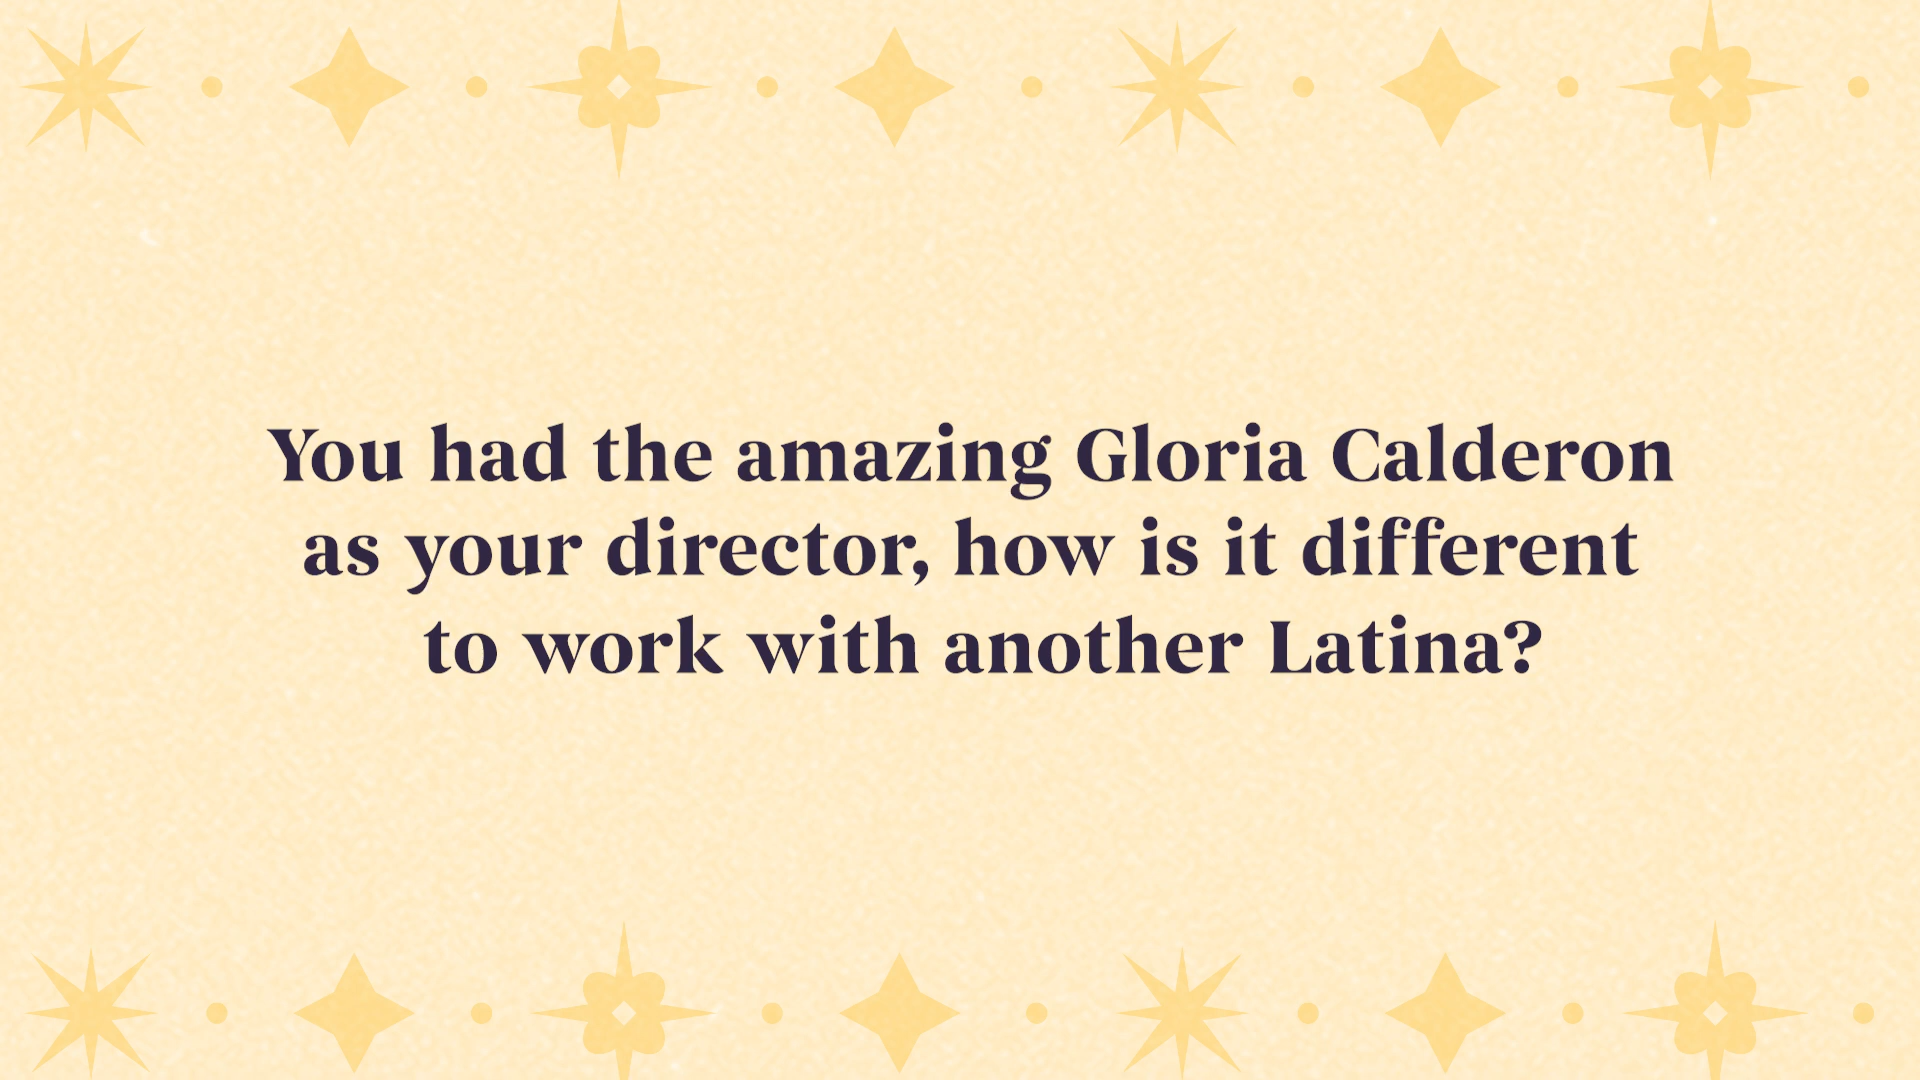 You had the amazing Gloria Calderon
as your director, how is it different
to work with another Latina?